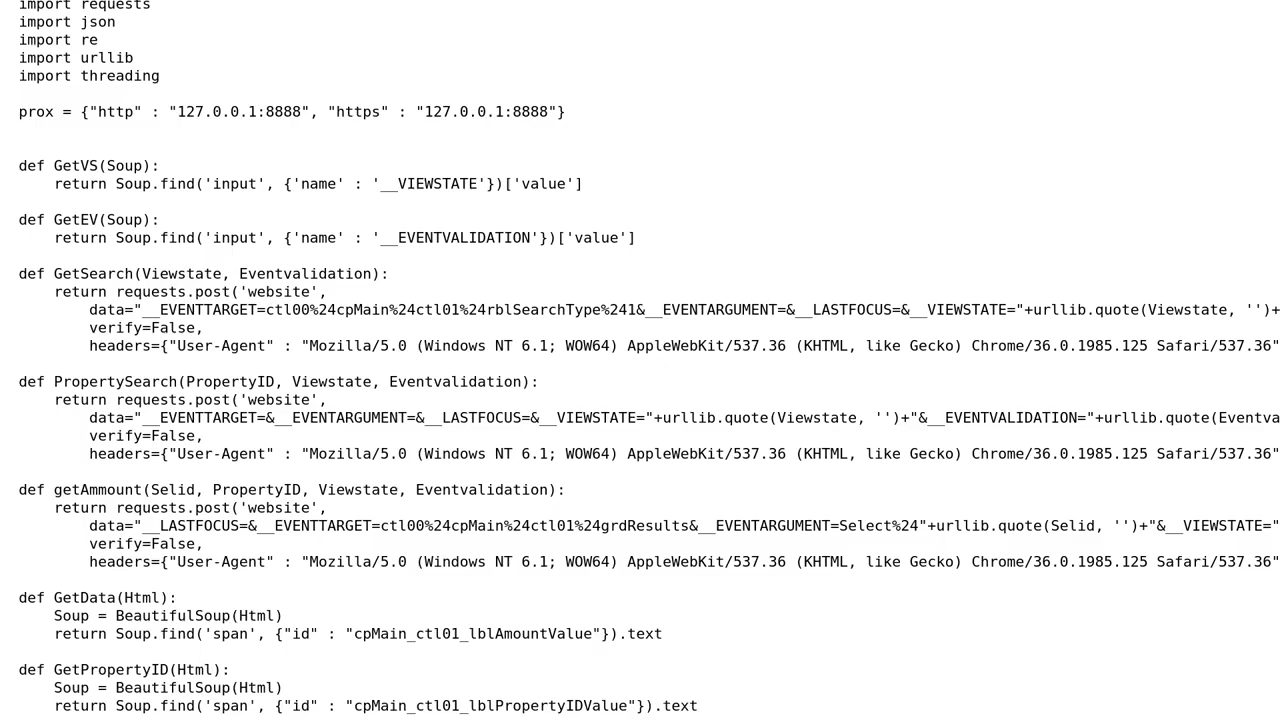 import requests
import json
import re
import urllib
import threading
prox = {"http" : "127.0.0.1:8888", "https" : "127.0.0.1:8888"}
def GetVS(Soup):
    return Soup.find('input', {'name' : '__VIEWSTATE'})['value']
def GetEV(Soup):
    return Soup.find('input', {'name' : '__EVENTVALIDATION'})['value']
def GetSearch(Viewstate, Eventvalidation):
    return requests.post('website',
        data="__EVENTTARGET=ctl00%24cpMain%24ctl01%24rblSearchType%241&__EVENTARGUMENT=&__LASTFOCUS=&__VIEWSTATE="+urllib.quote(Viewstate, '')+
        verify=False,
        headers={"User-Agent" : "Mozilla/5.0 (Windows NT 6.1; WOW64) AppleWebKit/537.36 (KHTML, like Gecko) Chrome/36.0.1985.125 Safari/537.36"
def PropertySearch(PropertyID, Viewstate, Eventvalidation):
    return requests.post('website',
        data="__EVENTTARGET=&__EVENTARGUMENT=&__LASTFOCUS=&__VIEWSTATE="+urllib.quote(Viewstate, '')+"&__EVENTVALIDATION="+urllib.quote(Eventva
        verify=False,
        headers={"User-Agent" : "Mozilla/5.0 (Windows NT 6.1; WOW64) AppleWebKit/537.36 (KHTML, like Gecko) Chrome/36.0.1985.125 Safari/537.36"
def getAmmount(Selid, PropertyID, Viewstate, Eventvalidation):
    return requests.post('website',
        data="__LASTFOCUS=&__EVENTTARGET=ctl00%24cpMain%24ctl01%24grdResults&__EVENTARGUMENT=Select%24"+urllib.quote(Selid, '')+"&__VIEWSTATE="
        verify=False,
        headers={"User-Agent" : "Mozilla/5.0 (Windows NT 6.1; WOW64) AppleWebKit/537.36 (KHTML, like Gecko) Chrome/36.0.1985.125 Safari/537.36"
def GetData(Html):
    Soup = BeautifulSoup(Html)
    return Soup.find('span', {"id" : "cpMain_ctl01_lblAmountValue"}).text
def GetPropertyID(Html):
    Soup = BeautifulSoup(Html)
    return Soup.find('span', {"id" : "cpMain_ctl01_lblPropertyIDValue"}).text